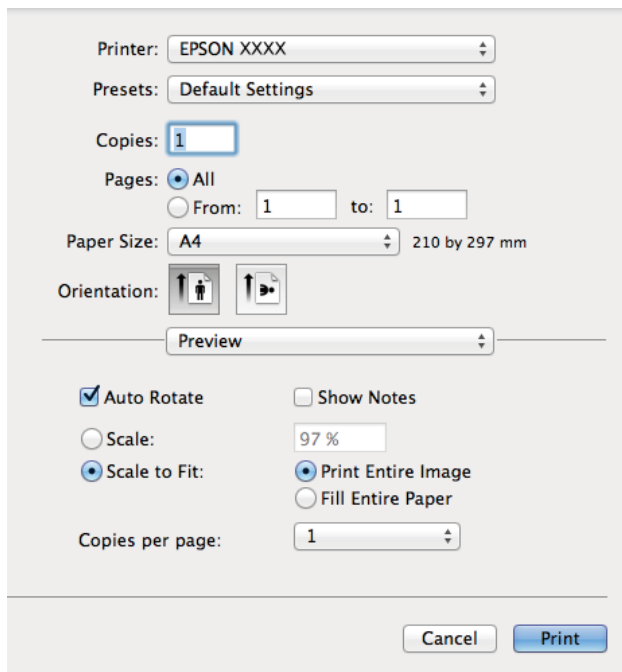 Printer: EPSON XXXX
Presets: Default Settings
Copies: 1
Pages: All
From: 1 to: 1
Paper Size: A4 210 by 297 mm
Orientation:
Preview
Auto Rotate Show Notes
Scale: 97 %
Scale to Fit: Print Entire Image
Fill Entire Paper
Copies per page: 1
Cancel Print